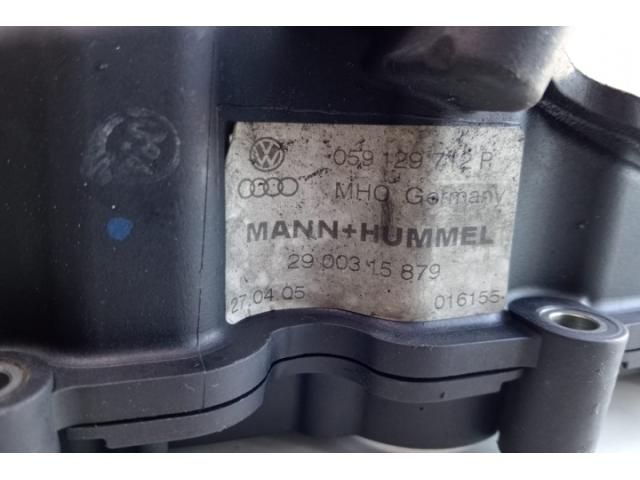 059 129 712 P
MHO Germany
MANN+HUMMEL
29 003 15 879
27.04.05 016155-